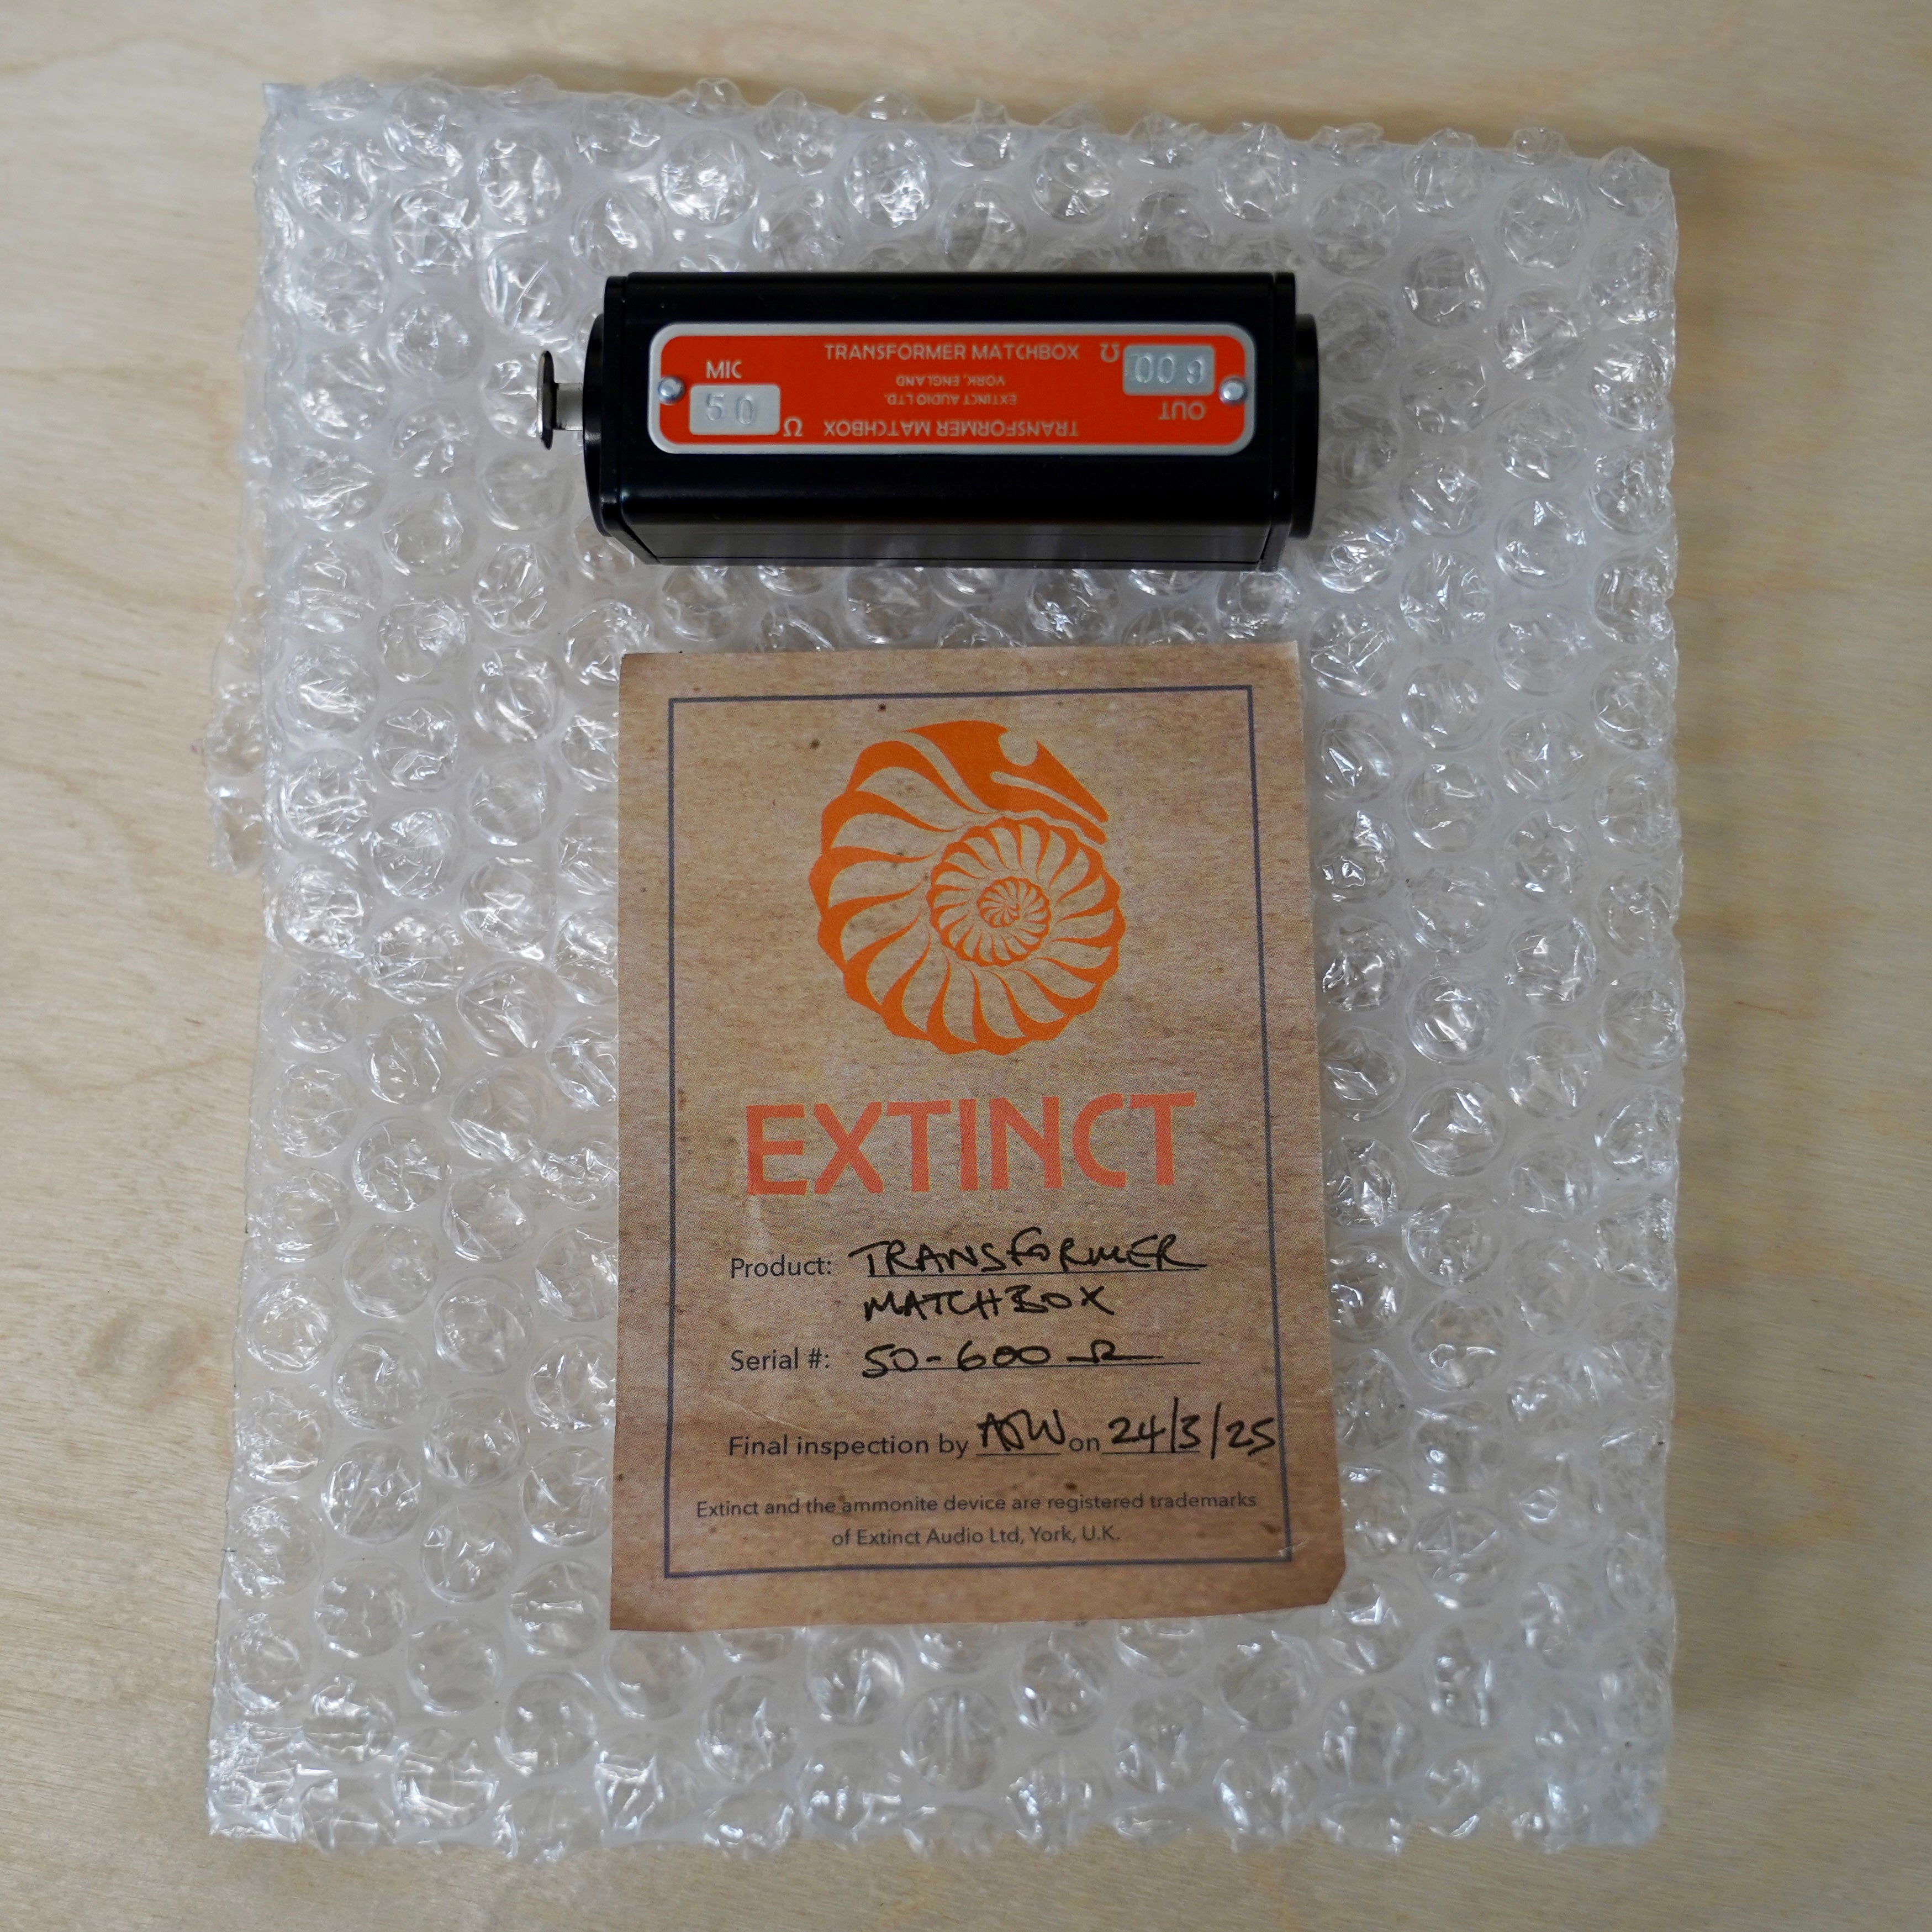 TRANSFORMER MATCHBOX
MIC
50 Ω
EXTINCT AUDIO LTD.
YORK, ENGLAND
OUT
600 Ω
TRANSFORMER MATCHBOX
EXTINCT
Product: TRANSFORMER
MATCHBOX
Serial #: 50-600 Ω
Final inspection by ASW on 24/3/25
Extinct and the ammonite device are registered trademarks
of Extinct Audio Ltd, York, U.K.